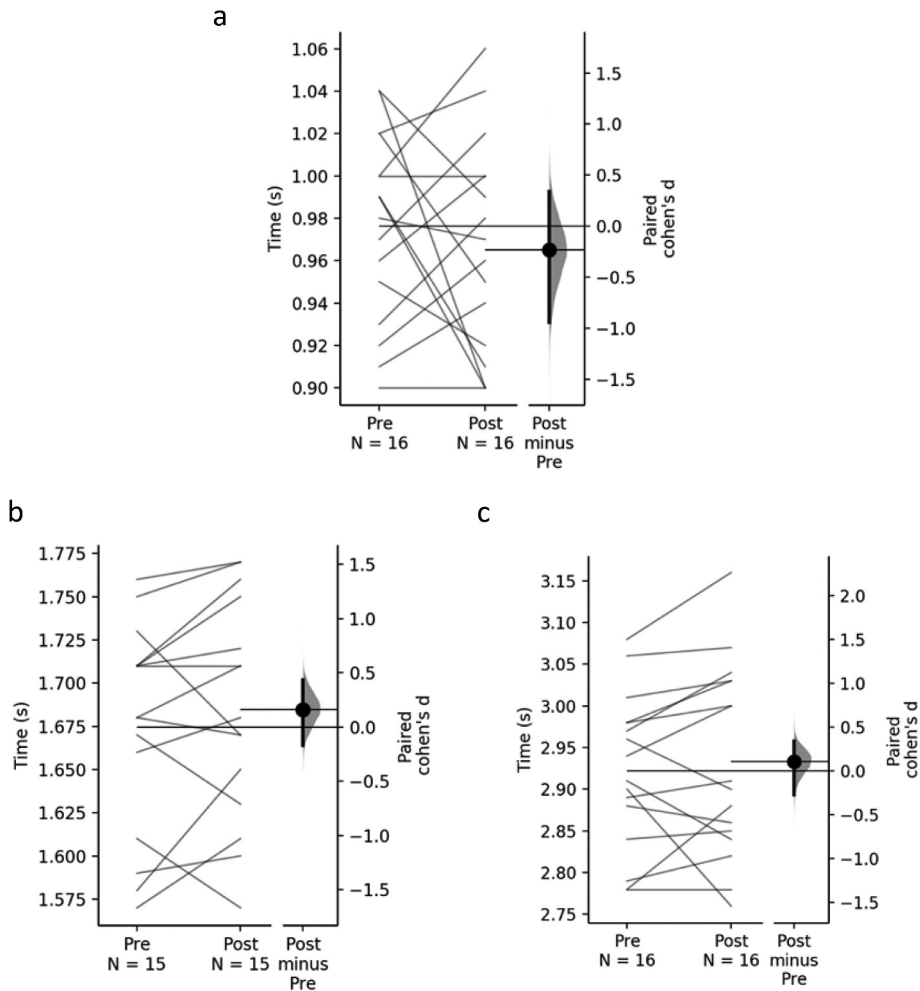 a
1.06
1.04
1.02
1.00
0.98
0.96
0.94
0.92
0.90
Time (s)
1.5
1.0
0.5
0.0
−0.5
−1.0
−1.5
Paired
cohen's d
Pre
N = 16
Post
N = 16
Post
minus
Pre
b
1.775
1.750
1.725
1.700
1.675
1.650
1.625
1.600
1.575
Time (s)
1.5
1.0
0.5
0.0
−0.5
−1.0
−1.5
Paired
cohen's d
Pre
N = 15
Post
N = 15
Post
minus
Pre
c
3.15
3.10
3.05
3.00
2.95
2.90
2.85
2.80
2.75
Time (s)
2.0
1.5
1.0
0.5
0.0
−0.5
−1.0
−1.5
Paired
cohen's d
Pre
N = 16
Post
N = 16
Post
minus
Pre